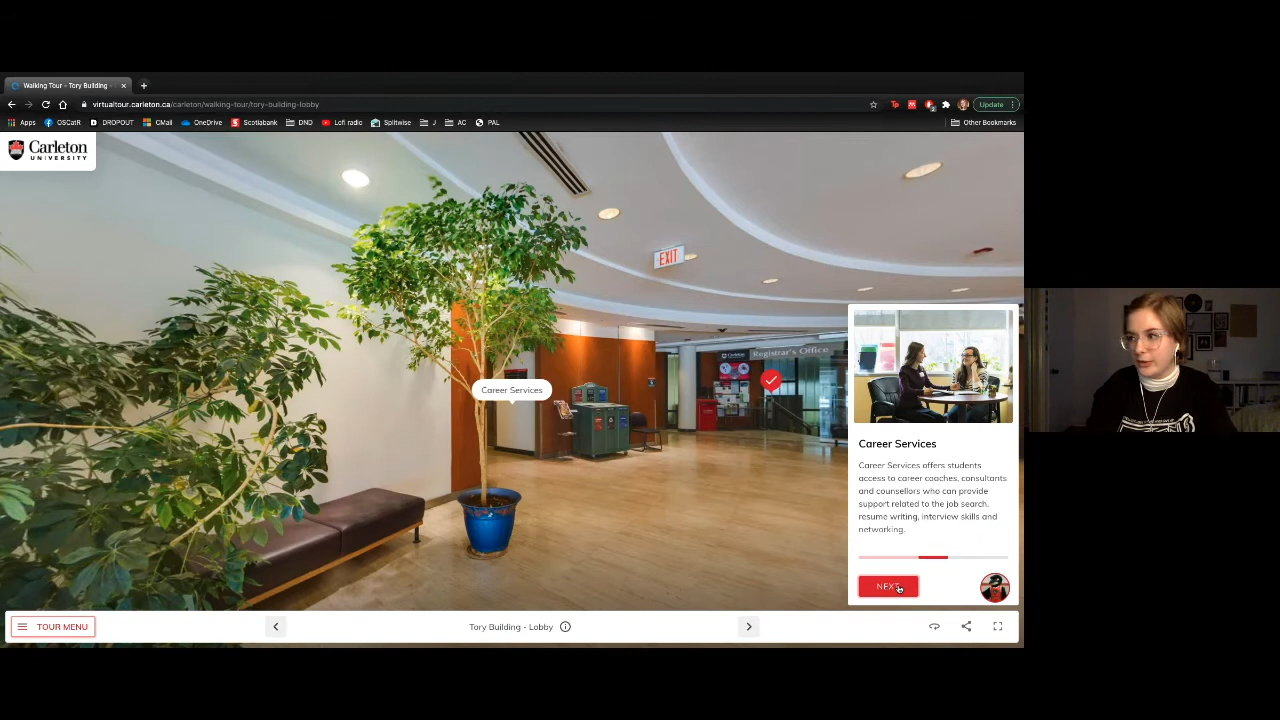 Walking Tour - Tory Building -
virtualtour.carleton.ca/carleton/walking-tour/tory-building-lobby
Update
Apps
OSCatR
DROPOUT
GMail
OneDrive
Scotiabank
DND
Lofi radio
Splitwise
J
AC
PAL
Other Bookmarks
Carleton
UNIVERSITY
EXIT
Carleton
Registrar's Office
Career Services
Career Services
Career Services offers students
access to career coaches, consultants
and counsellors who can provide
support related to the job search,
resume writing, interview skills and
networking.
NEXT
TOUR MENU
Tory Building - Lobby